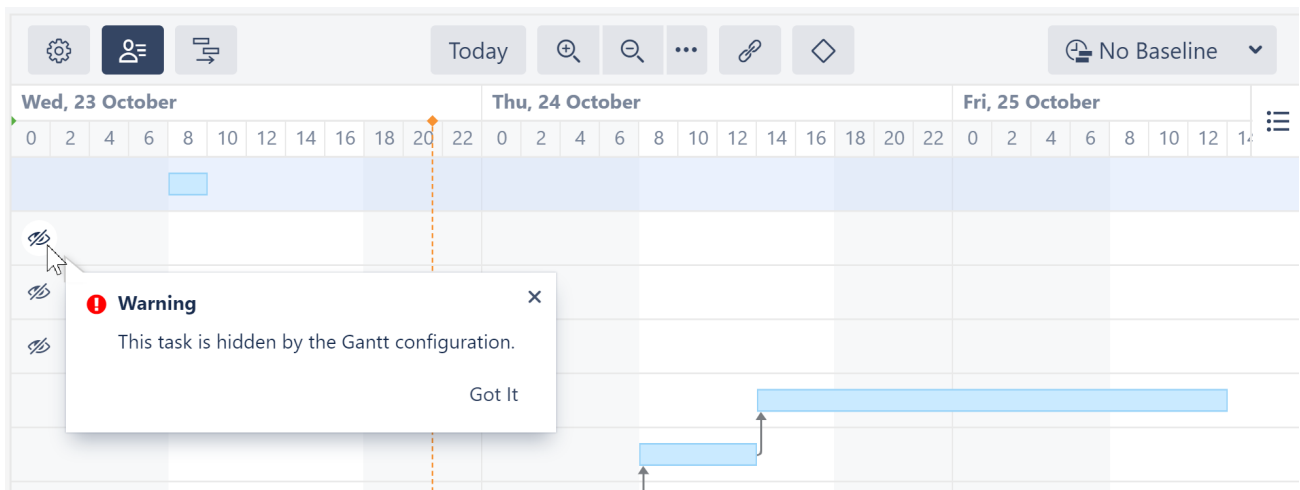 Today
No Baseline
Wed, 23 October Thu, 24 October Fri, 25 October
0 2 4 6 8 10 12 14 16 18 20 22 0 2 4 6 8 10 12 14 16 18 20 22 0 2 4 6 8 10 12
Warning
This task is hidden by the Gantt configuration.
Got It